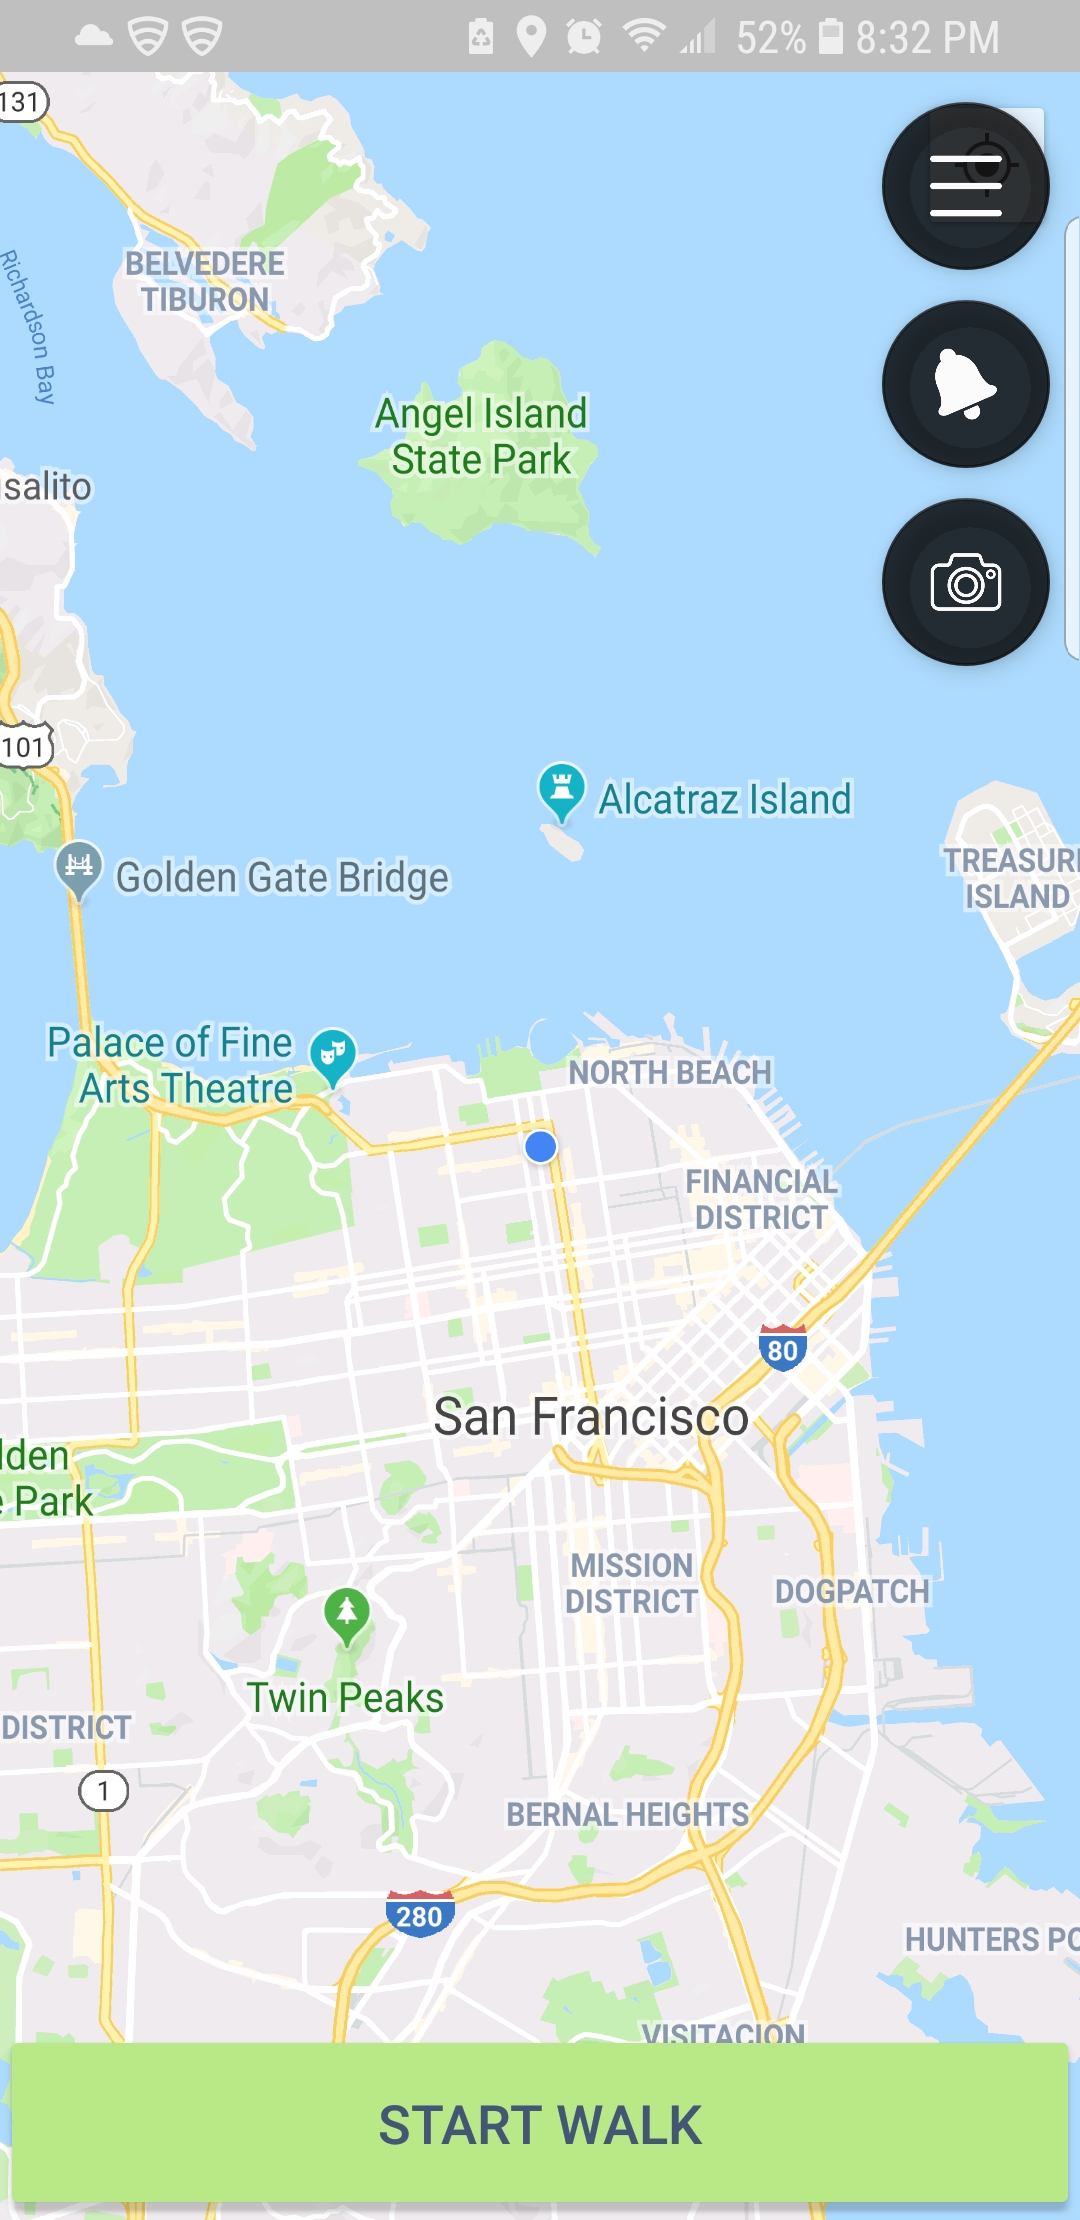 52% 8:32 PM
131
BELVEDERE
TIBURON
Richardson Bay
Angel Island
State Park
salito
101
Alcatraz Island
Golden Gate Bridge
TREASUR
ISLAND
Palace of Fine
Arts Theatre
NORTH BEACH
FINANCIAL
DISTRICT
80
San Francisco
lden
e Park
MISSION
DISTRICT
DOGPATCH
Twin Peaks
DISTRICT
1
BERNAL HEIGHTS
280
HUNTERS PO
VISITACION
START WALK